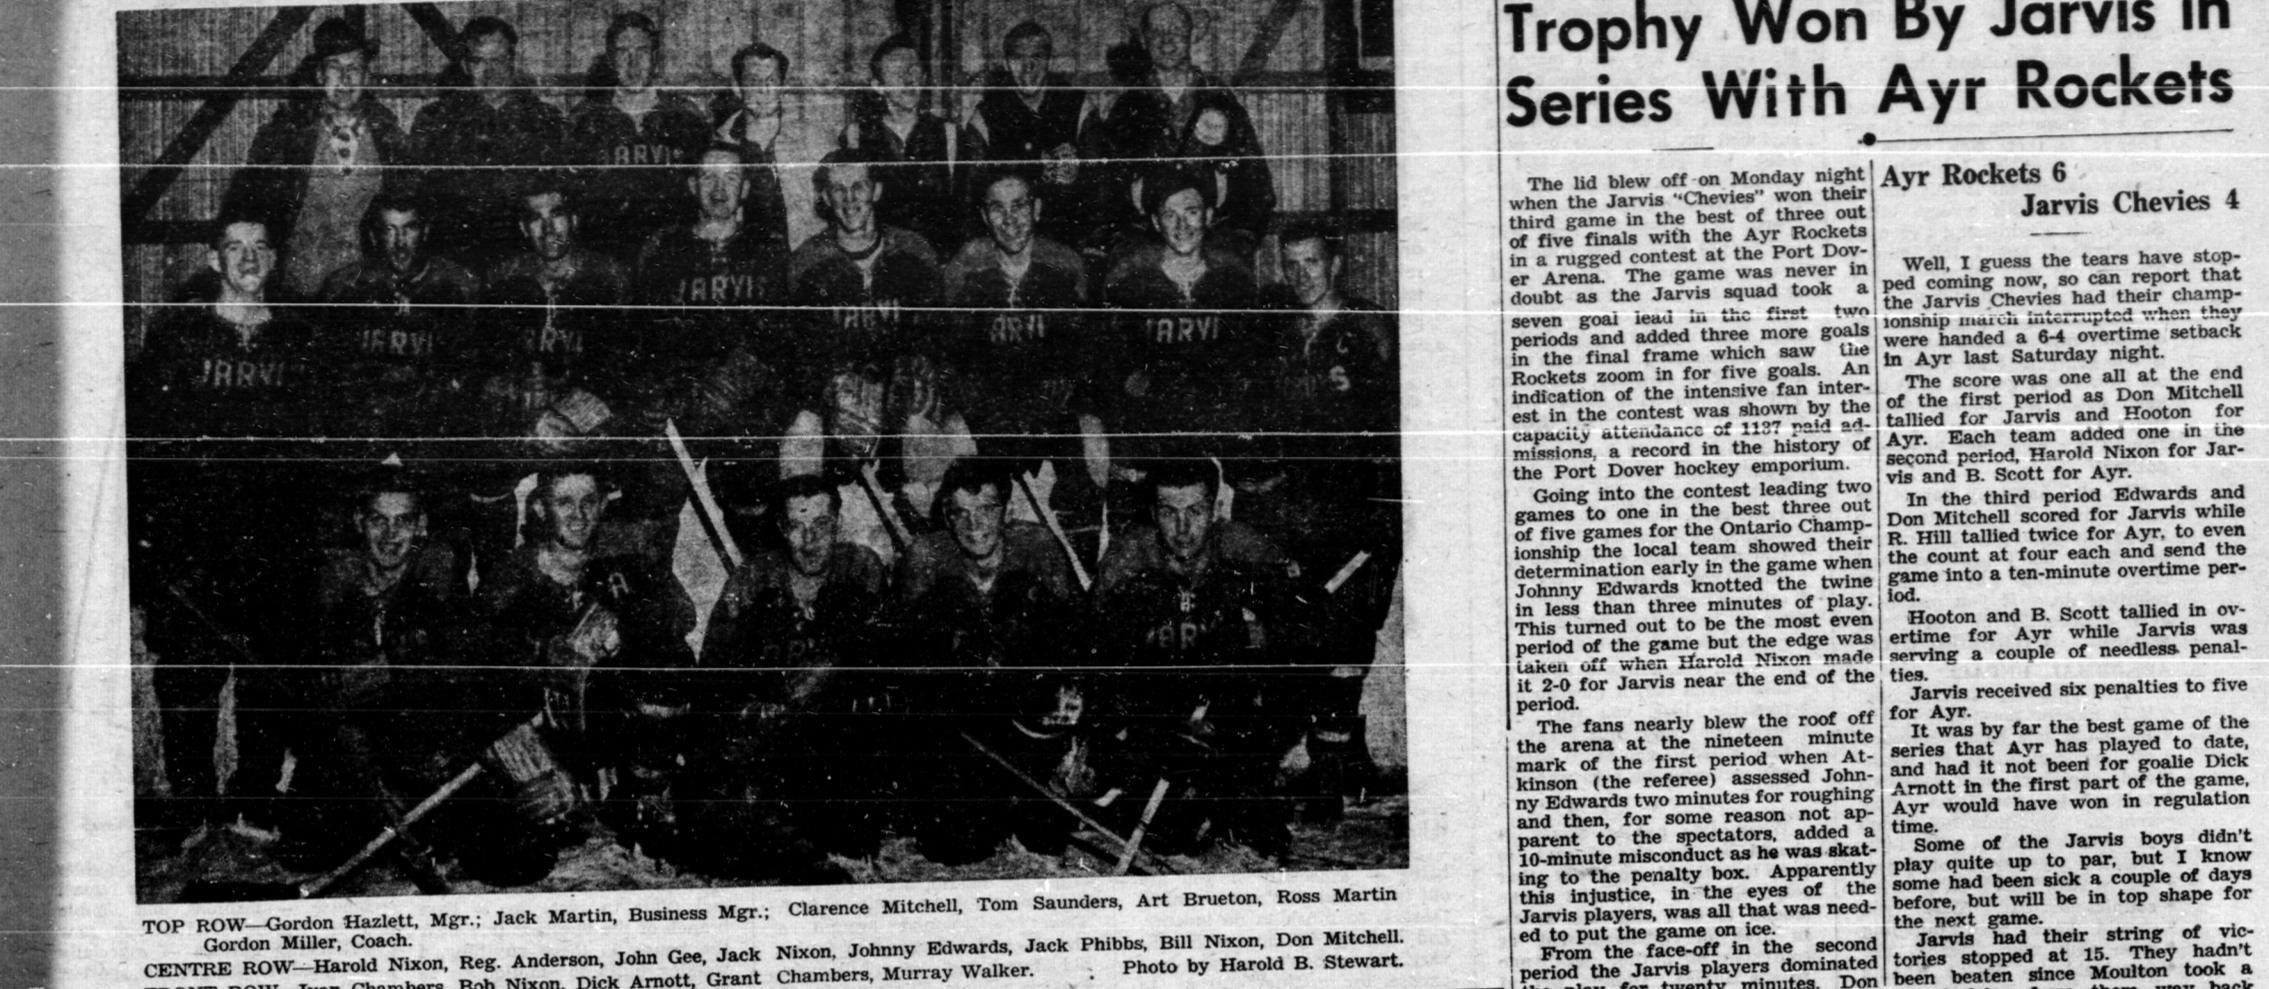 TOP ROW—Gordon Hazlett, Mgr.; Jack Martin, Business Mgr.; Clarence Mitchell, Tom Saunders, Art Brueton, Ross Martin
Gordon Miller, Coach.
CENTRE ROW—Harold Nixon, Reg. Anderson, John Gee, Jack Nixon, Johnny Edwards, Jack Phibbs, Bill Nixon, Don Mitchell.
FRONT ROW—Ivan Chambers, Bob Nixon, Dick Arnott, Grant Chambers, Murray Walker. Photo by Harold B. Stewart.
Trophy Won By Jarvis in
Series With Ayr Rockets
The lid blew off on Monday night
when the Jarvis "Chevies" won their
third game in the best of three out
of five finals with the Ayr Rockets
in a rugged contest at the Port Dov-
er Arena. The game was never in
doubt as the Jarvis squad took a
seven goal lead in the first two
periods and added three more goals
in the final frame which saw the
Rockets zoom in for five goals. An
indication of the intensive fan inter-
est in the contest was shown by the
capacity attendance of 1137 paid ad-
missions, a record in the history of
the Port Dover hockey emporium.
Going into the contest leading two
games to one in the best three out
of five games for the Ontario Champ-
ionship the local team showed their
determination early in the game when
Johnny Edwards knotted the twine
in less than three minutes of play.
This turned out to be the most even
period of the game but the edge was
taken off when Harold Nixon made
it 2-0 for Jarvis near the end of the
period.
The fans nearly blew the roof off
the arena at the nineteen minute
mark of the first period when At-
kinson (the referee) assessed John-
ny Edwards two minutes for roughing
and then, for some reason not ap-
parent to the spectators, added a
10-minute misconduct as he was skat-
ing to the penalty box. Apparently
this injustice, in the eyes of the
Jarvis players, was all that was need-
ed to put the game on ice.
From the face-off in the second
period the Jarvis players dominated
the play for twenty minutes. Don
Ayr Rockets 6
Jarvis Chevies 4
Well, I guess the tears have stop-
ped coming now, so can report that
the Jarvis Chevies had their champ-
ionship march interrupted when they
were handed a 6-4 overtime setback
in Ayr last Saturday night.
The score was one all at the end
of the first period as Don Mitchell
tallied for Jarvis and Hooton for
Ayr. Each team added one in the
second period, Harold Nixon for Jar-
vis and B. Scott for Ayr.
In the third period Edwards and
Don Mitchell scored for Jarvis while
R. Hill tallied twice for Ayr, to even
the count at four each and send the
game into a ten-minute overtime per-
iod.
Hooton and B. Scott tallied in ov-
ertime for Ayr while Jarvis was
serving a couple of needless penal-
ties.
Jarvis received six penalties to five
for Ayr.
It was by far the best game of the
series that Ayr has played to date,
and had it not been for goalie Dick
Arnott in the first part of the game,
Ayr would have won in regulation
time.
Some of the Jarvis boys didn't
play quite up to par, but I know
some had been sick a couple of days
before, but will be in top shape for
the next game.
Jarvis had their string of vic-
tories stopped at 15. They hadn't
been beaten since Moulton took a